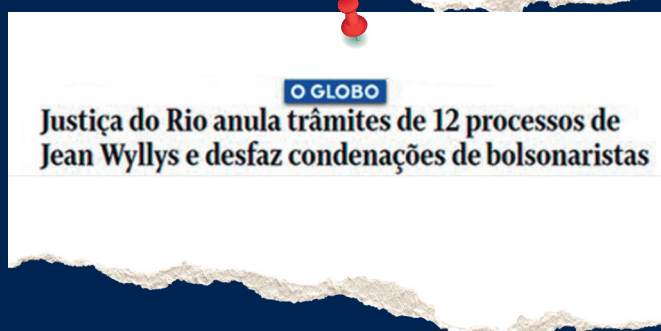 O GLOBO
Justiça do Rio anula trâmites de 12 processos de
Jean Wyllys e desfaz condenações de bolsonaristas